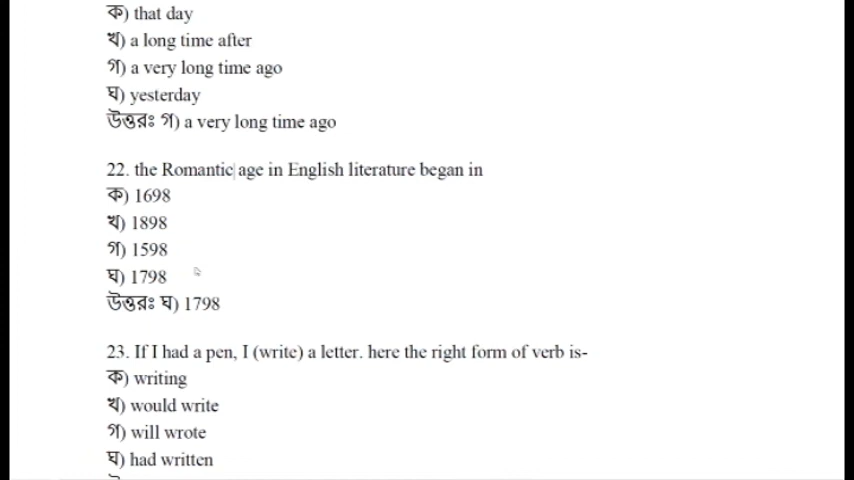 ক) that day
খ) a long time after
গ) a very long time ago
ঘ) yesterday
উত্তরঃ গ) a very long time ago
22. the Romantic age in English literature began in
ক) 1698
খ) 1898
গ) 1598
ঘ) 1798
উত্তরঃ ঘ) 1798
23. If I had a pen, I (write) a letter. here the right form of verb is-
ক) writing
খ) would write
গ) will wrote
ঘ) had written